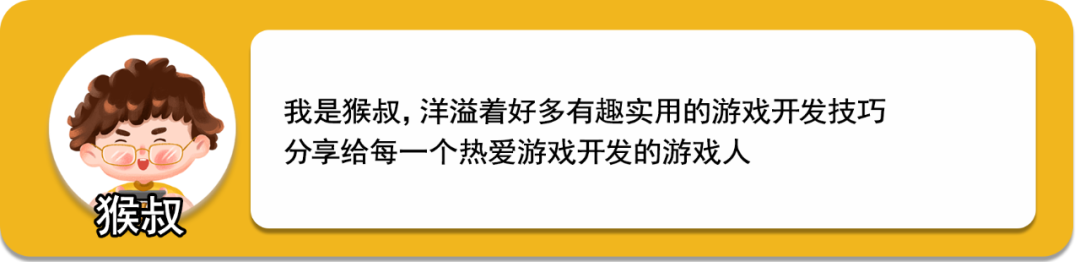 我是猴叔，洋溢着好多有趣实用的游戏开发技巧
分享给每一个热爱游戏开发的游戏人
猴叔